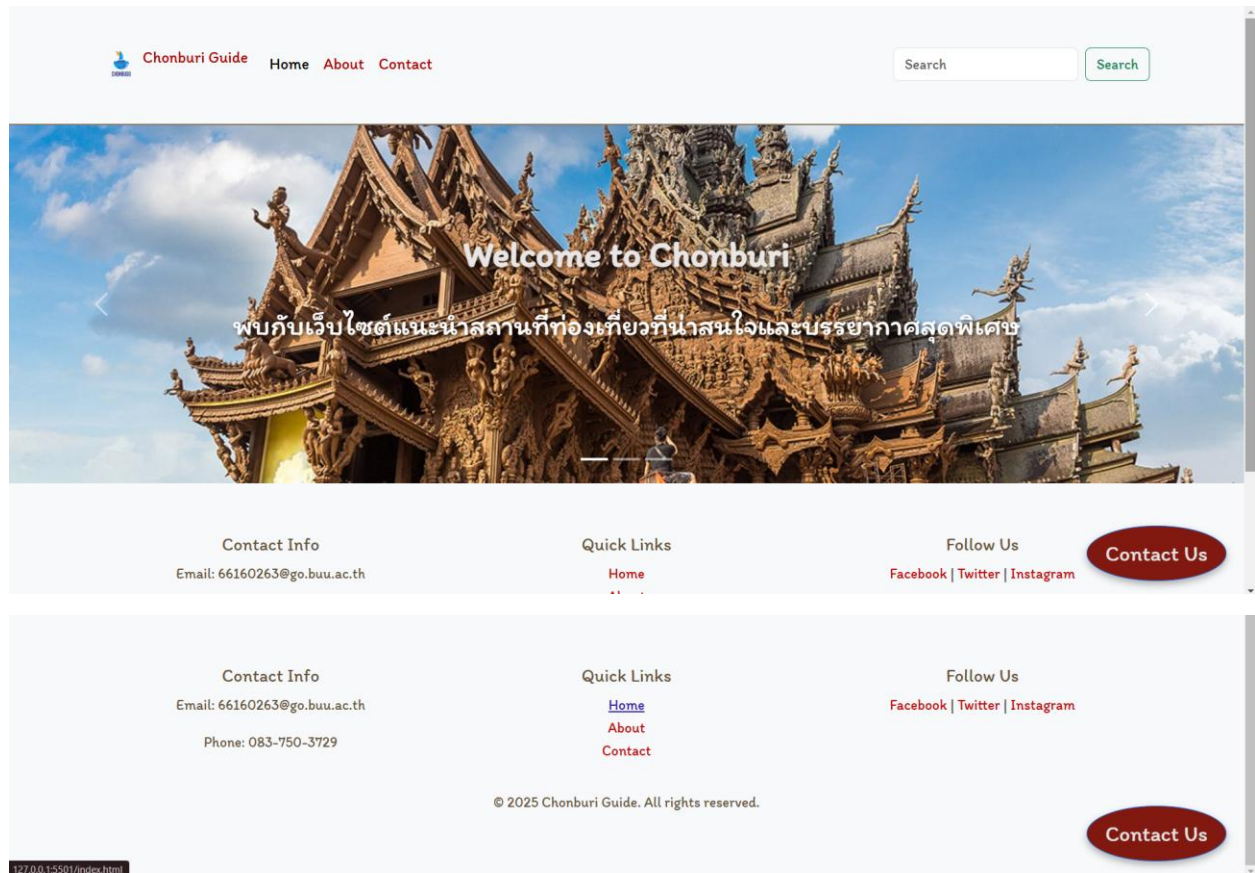 CHONBURI
Chonburi Guide Home About Contact Search Search
Welcome to Chonburi
พบกับเว็บไซต์แนะนำสถานที่ท่องเที่ยวที่น่าสนใจและบรรยากาศสุดพิเศษ
Contact Info Quick Links Follow Us
Contact Us
Email: 66160263@go.buu.ac.th Home Facebook | Twitter | Instagram
Contact Info Quick Links Follow Us
Email: 66160263@go.buu.ac.th Home Facebook | Twitter | Instagram
About
Phone: 083-750-3729
Contact
© 2025 Chonburi Guide. All rights reserved.
Contact Us
127.0.0.1:5501/index.html